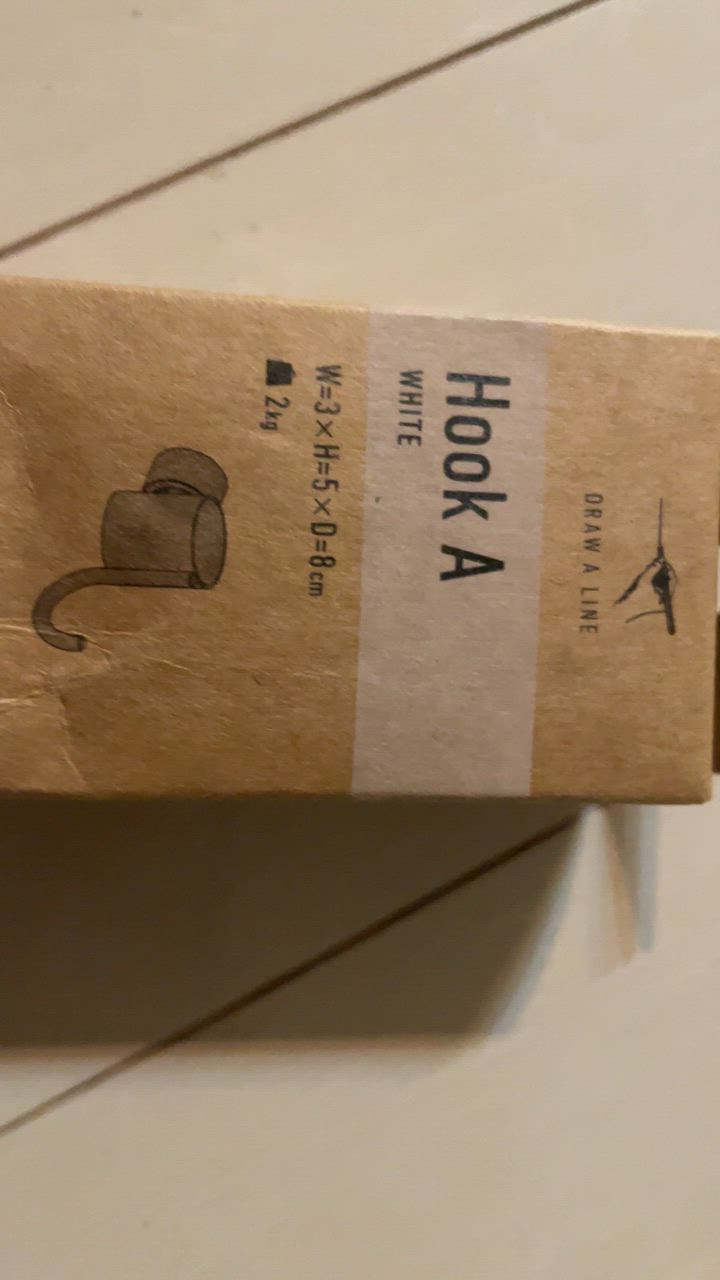 DRAW A LINE
Hook A
WHITE
W=3×H=5×D=8cm
2kg